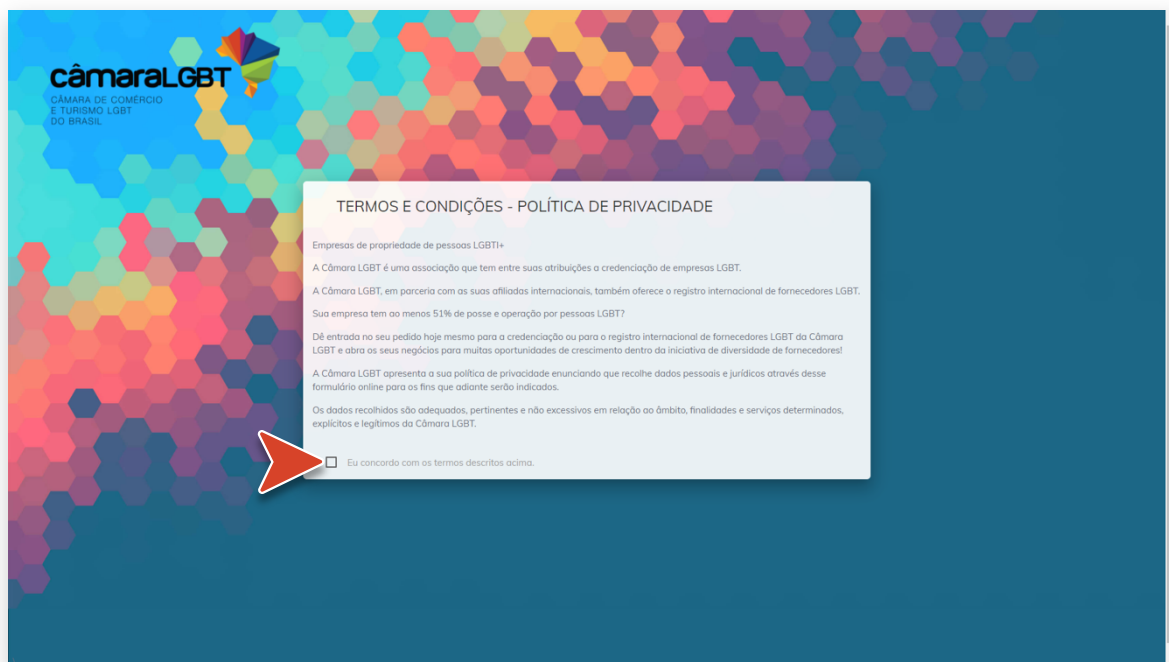 câmaraLGBT
CÂMARA DE COMÉRCIO
E TURISMO LGBT
DO BRASIL
TERMOS E CONDIÇÕES - POLÍTICA DE PRIVACIDADE
Empresas de propriedade de pessoas LGBTI+
A Câmara LGBT é uma associação que tem entre suas atribuições a credenciação de empresas LGBT.
A Câmara LGBT, em parceria com as suas afiliadas internacionais, também oferece o registro internacional de fornecedores LGBT.
Sua empresa tem ao menos 51% de posse e operação por pessoas LGBT?
Dê entrada no seu pedido hoje mesmo para a credenciação ou para o registro internacional de fornecedores LGBT da Câmara
LGBT e abra os seus negócios para muitas oportunidades de crescimento dentro da iniciativa de diversidade de fornecedores!
A Câmara LGBT apresenta a sua política de privacidade enunciando que recolhe dados pessoais e jurídicos através desse
formulário online para os fins que adiante serão indicados.
Os dados recolhidos são adequados, pertinentes e não excessivos em relação ao âmbito, finalidades e serviços determinados,
explícitos e legítimos da Câmara LGBT.
Eu concordo com os termos descritos acima.